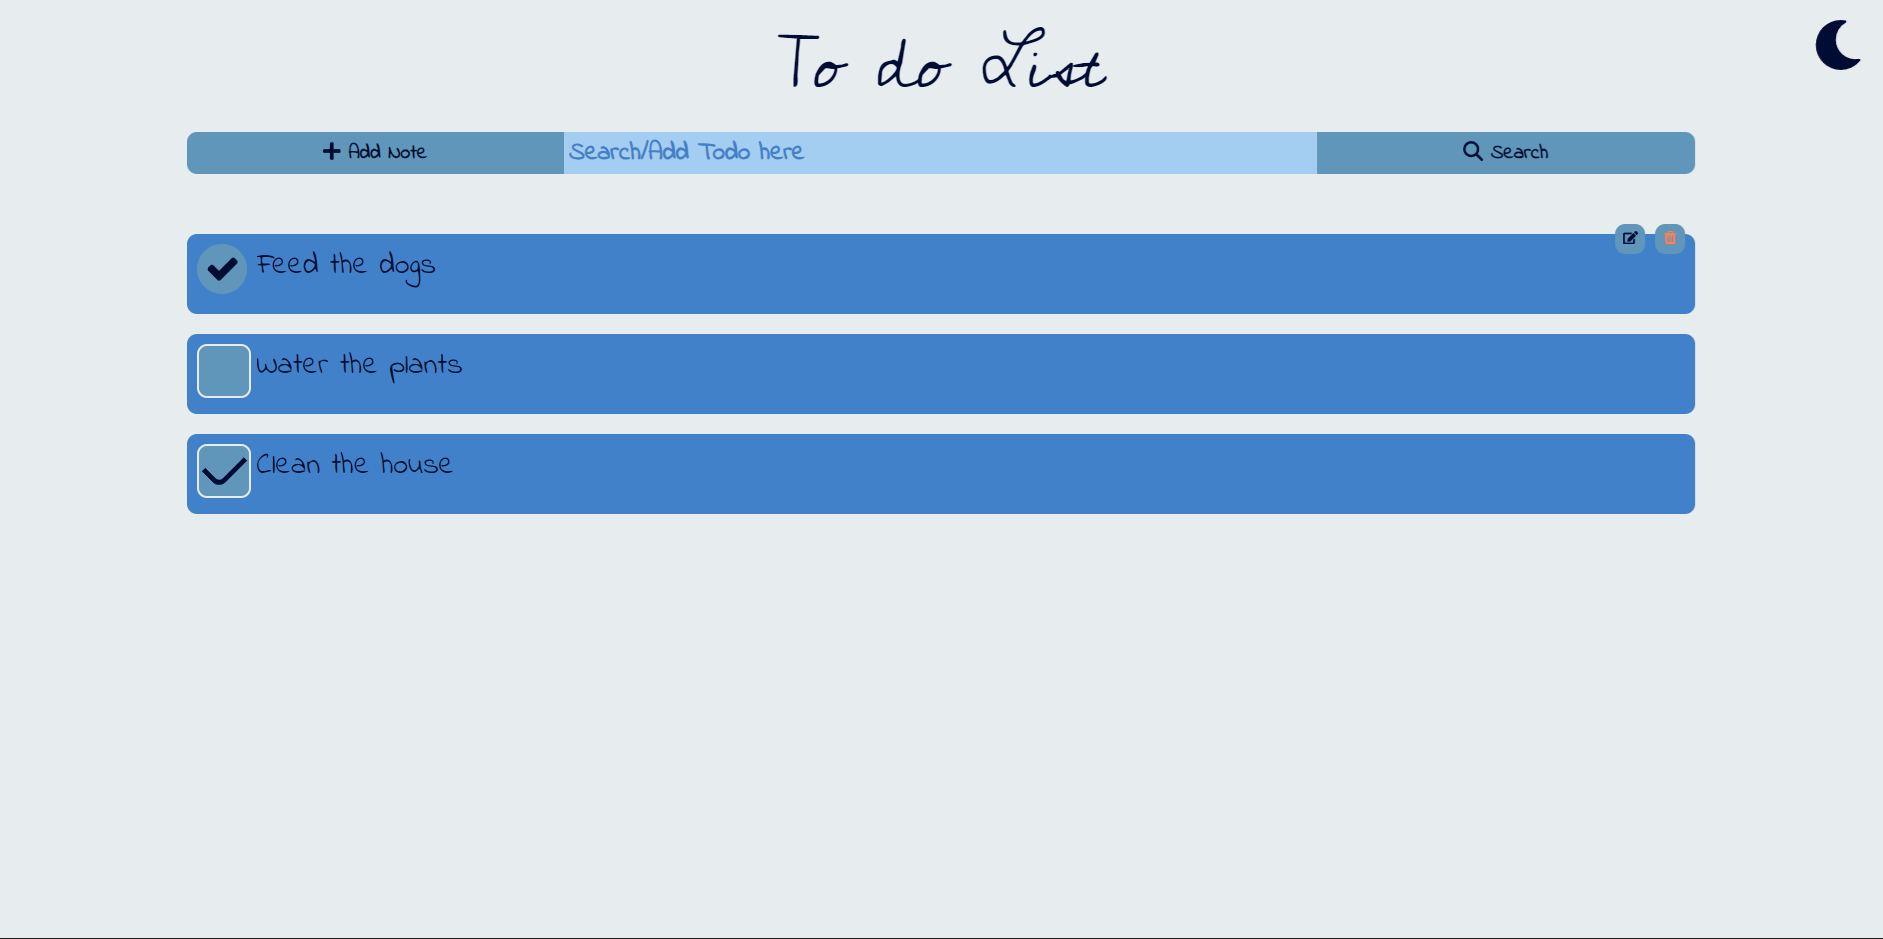 To do List
Add Note
Search/Add Todo here
Search
Feed the dogs
Water the plants
Clean the house